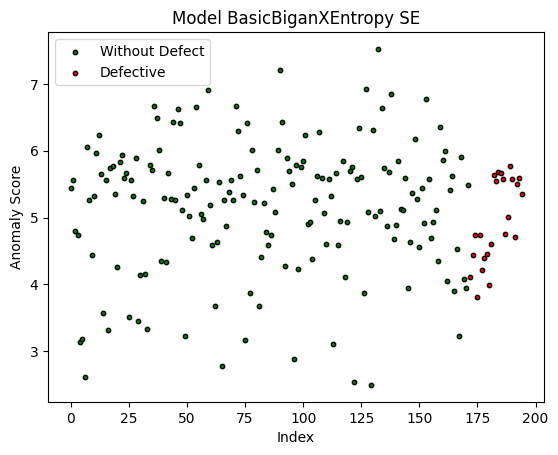 Model BasicBiganXEntropy SE
Without Defect
Defective
Anomaly Score
7
6
5
4
3
0 25 50 75 100 125 150 175 200
Index